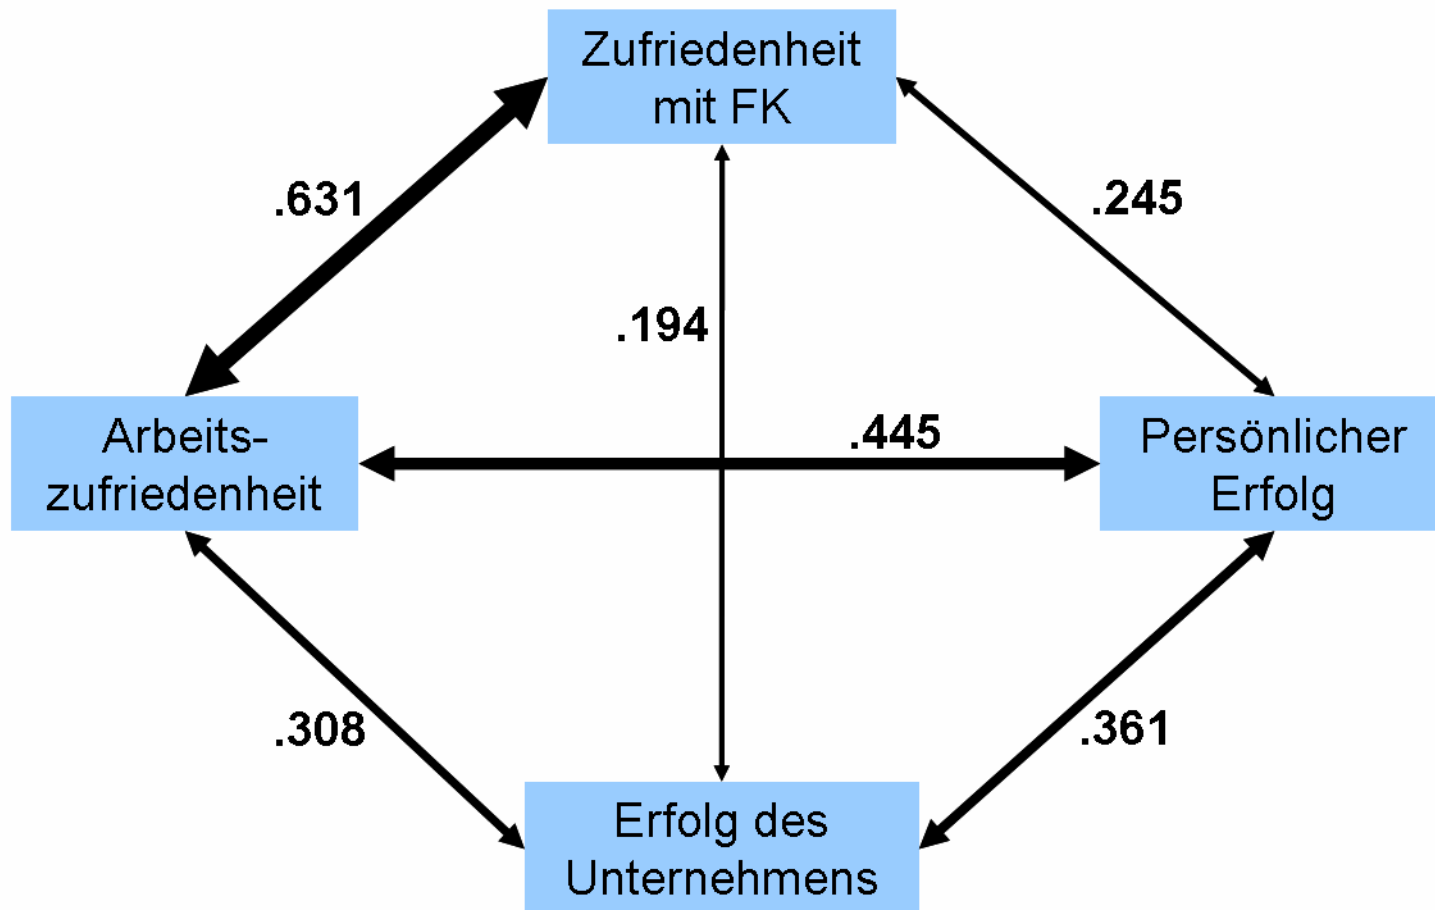 Zufriedenheit
mit FK
.631
.245
.194
Arbeits-
zufriedenheit
.445
Persönlicher
Erfolg
.308
.361
Erfolg des
Unternehmens